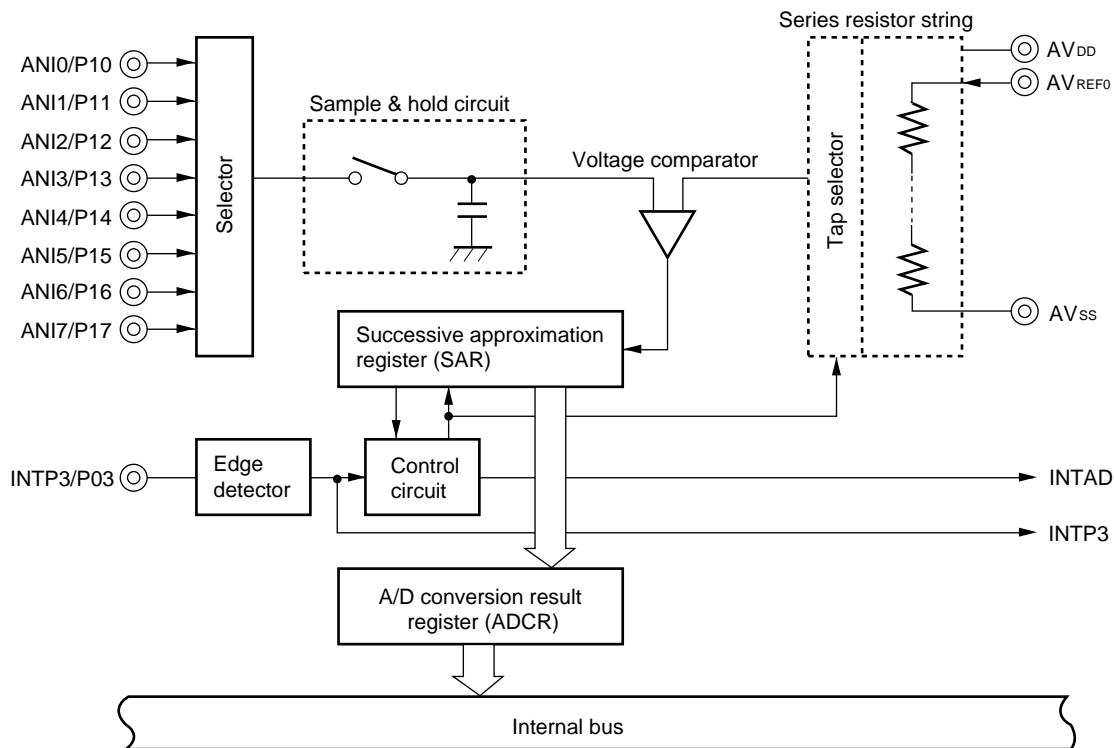 Series resistor string
ANI0/P10
ANI1/P11
ANI2/P12
ANI3/P13
ANI4/P14
ANI5/P15
ANI6/P16
ANI7/P17
Selector
Sample & hold circuit
Voltage comparator
Tap selector
AVDD
AVREF0
AVSS
Successive approximation
register (SAR)
INTP3/P03
Edge
detector
Control
circuit
INTAD
INTP3
A/D conversion result
register (ADCR)
Internal bus